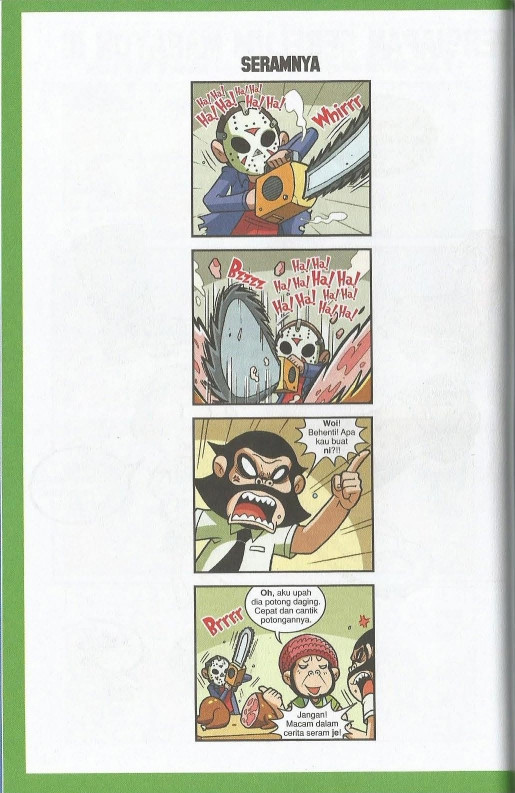 SERAMNYA
Ha! Ha!
Ha! Ha!
Ha! Ha! Ha! Ha!
Whirrr
Bzzzz
Ha! Ha!
Ha! Ha! Ha! Ha!
Ha! Ha! Ha! Ha!
Ha! Ha!
Woi!
Behenti! Apa
kau buat
ni?!!
Oh, aku upah
dia potong daging.
Cepat dan cantik
potongannya.
Brrrr
Jangan!
Macam dalam
cerita seram je!